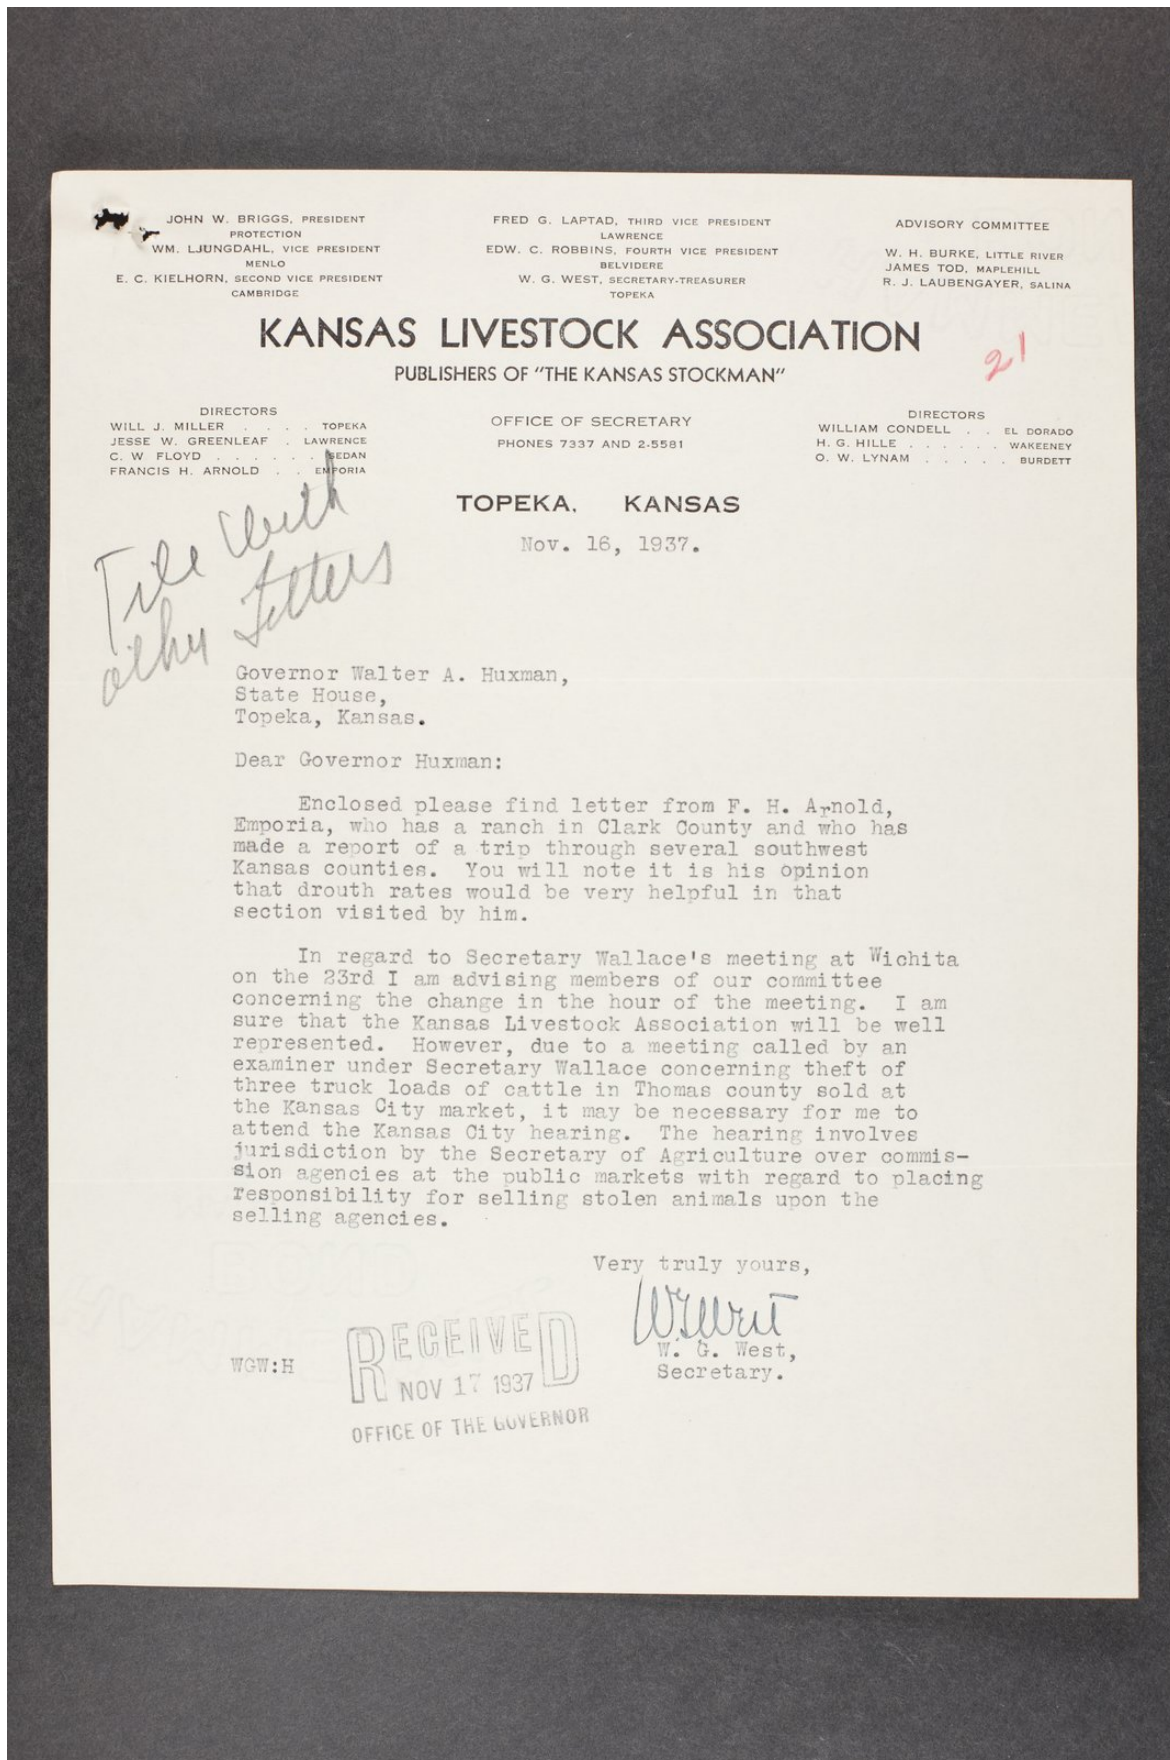 JOHN W. BRIGGS, PRESIDENT
PROTECTION
WM. LJUNGDAHL, VICE PRESIDENT
MENLO
E. C. KIELHORN, SECOND VICE PRESIDENT
CAMBRIDGE
FRED G. LAPTAD, THIRD VICE PRESIDENT
LAWRENCE
EDW. C. ROBBINS, FOURTH VICE PRESIDENT
BELVIDERE
W. G. WEST, SECRETARY-TREASURER
TOPEKA
ADVISORY COMMITTEE
W. H. BURKE, LITTLE RIVER
JAMES TOD, MAPLEHILL
R. J. LAUBENGAYER, SALINA
KANSAS LIVESTOCK ASSOCIATION
PUBLISHERS OF "THE KANSAS STOCKMAN"
21
DIRECTORS
WILL J. MILLER . . . . TOPEKA
JESSE W. GREENLEAF . LAWRENCE
C. W. FLOYD . . . . . . SEDAN
FRANCIS H. ARNOLD . . EMPORIA
OFFICE OF SECRETARY
PHONES 7337 AND 2-5581
DIRECTORS
WILLIAM CONDELL . . EL DORADO
H. G. HILLE . . . . . . WAKEENEY
O. W. LYNAM . . . . . BURDETT
TOPEKA, KANSAS
Nov. 16, 1937.
File With
other Letters
Governor Walter A. Huxman,
State House,
Topeka, Kansas.
Dear Governor Huxman:
Enclosed please find letter from F. H. Arnold,
Emporia, who has a ranch in Clark County and who has
made a report of a trip through several southwest
Kansas counties. You will note it is his opinion
that drouth rates would be very helpful in that
section visited by him.
In regard to Secretary Wallace's meeting at Wichita
on the 23rd I am advising members of our committee
concerning the change in the hour of the meeting. I am
sure that the Kansas Livestock Association will be well
represented. However, due to a meeting called by an
examiner under Secretary Wallace concerning theft of
three truck loads of cattle in Thomas county sold at
the Kansas City market, it may be necessary for me to
attend the Kansas City hearing. The hearing involves
jurisdiction by the Secretary of Agriculture over commis-
sion agencies at the public markets with regard to placing
responsibility for selling stolen animals upon the
selling agencies.
Very truly yours,
W. G. West
W. G. West,
Secretary.
WGW:H
RECEIVED
NOV 17 1937
OFFICE OF THE GOVERNOR